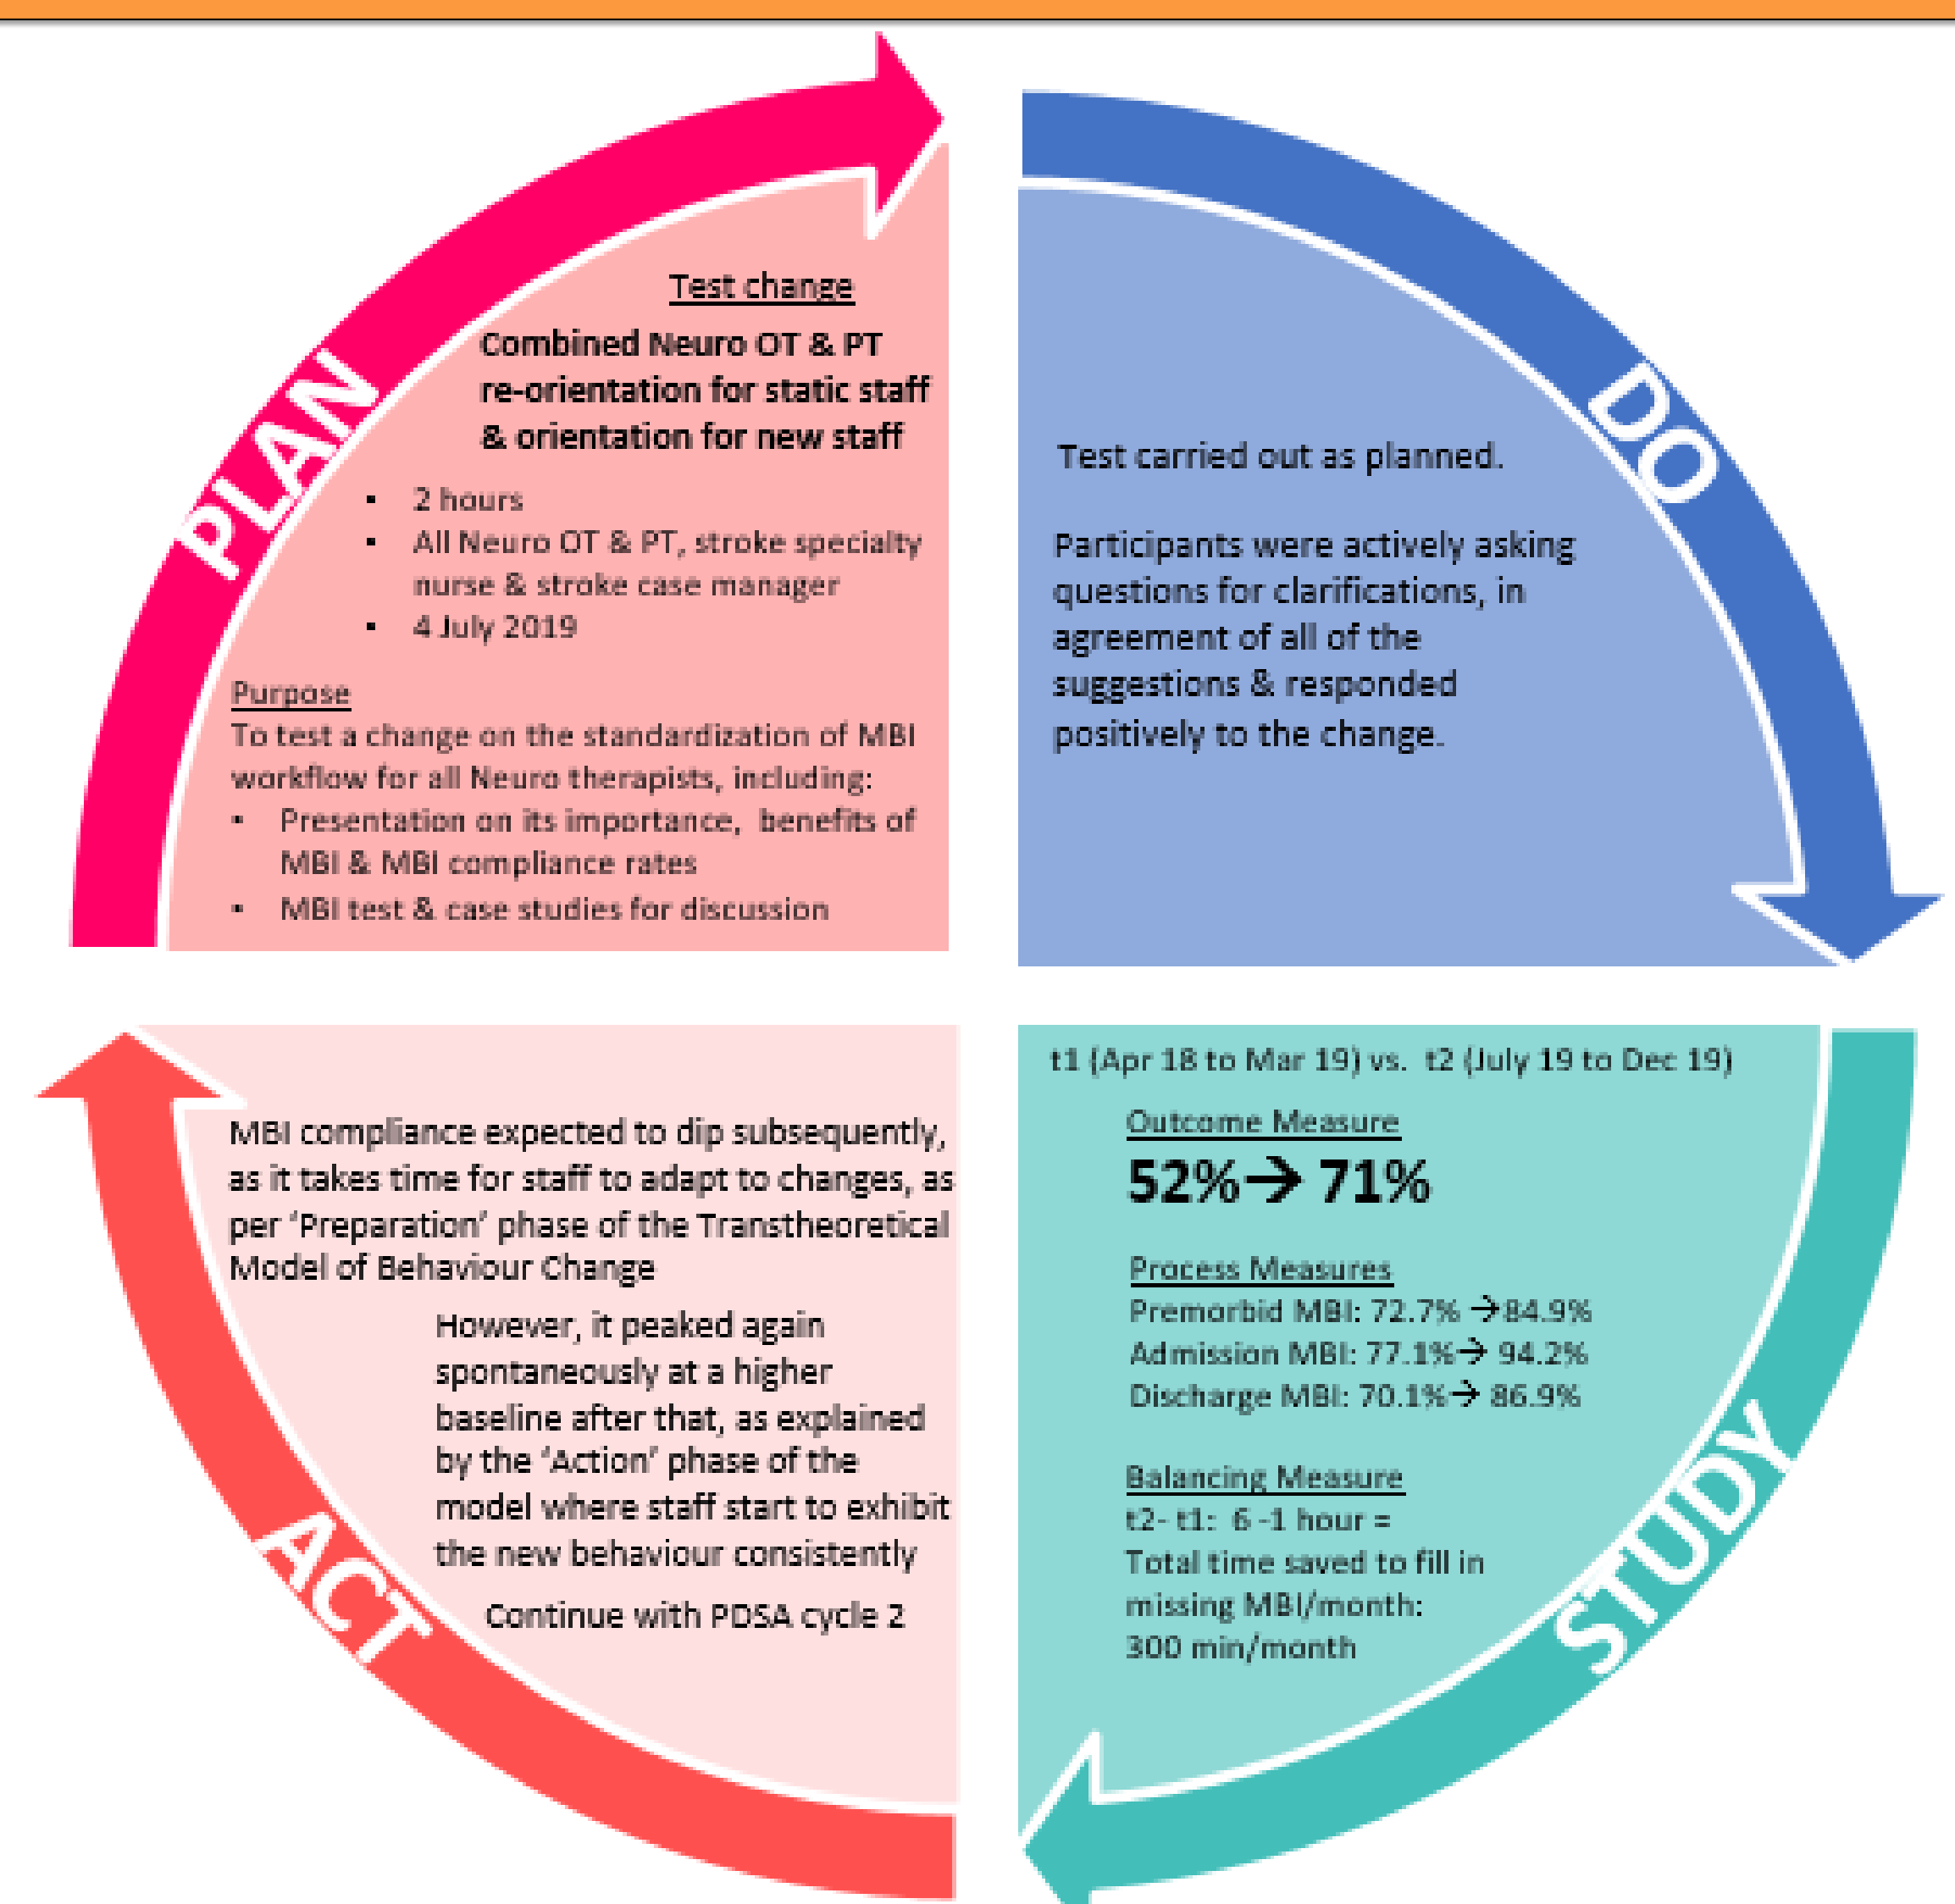 PLAN
Test change
Combined Neuro OT & PT
re-orientation for static staff
& orientation for new staff
▪ 2 hours
▪ All Neuro OT & PT, stroke specialty
nurse & stroke case manager
▪ 4 July 2019
Purpose
To test a change on the standardization of MBI
workflow for all Neuro therapists, including:
▪ Presentation on its importance, benefits of
MBI & MBI compliance rates
▪ MBI test & case studies for discussion
DO
Test carried out as planned.
Participants were actively asking
questions for clarifications, in
agreement of all of the
suggestions & responded
positively to the change.
STUDY
t1 (Apr 18 to Mar 19) vs. t2 (July 19 to Dec 19)
Outcome Measure
52%→ 71%
Process Measures
Premorbid MBI: 72.7% →84.9%
Admission MBI: 77.1%→ 94.2%
Discharge MBI: 70.1%→ 86.9%
Balancing Measure
t2- t1: 6 -1 hour =
Total time saved to fill in
missing MBI/month:
300 min/month
ACT
MBI compliance expected to dip subsequently,
as it takes time for staff to adapt to changes, as
per ‘Preparation’ phase of the Transtheoretical
Model of Behaviour Change
However, it peaked again
spontaneously at a higher
baseline after that, as explained
by the ‘Action’ phase of the
model where staff start to exhibit
the new behaviour consistently
Continue with PDSA cycle 2